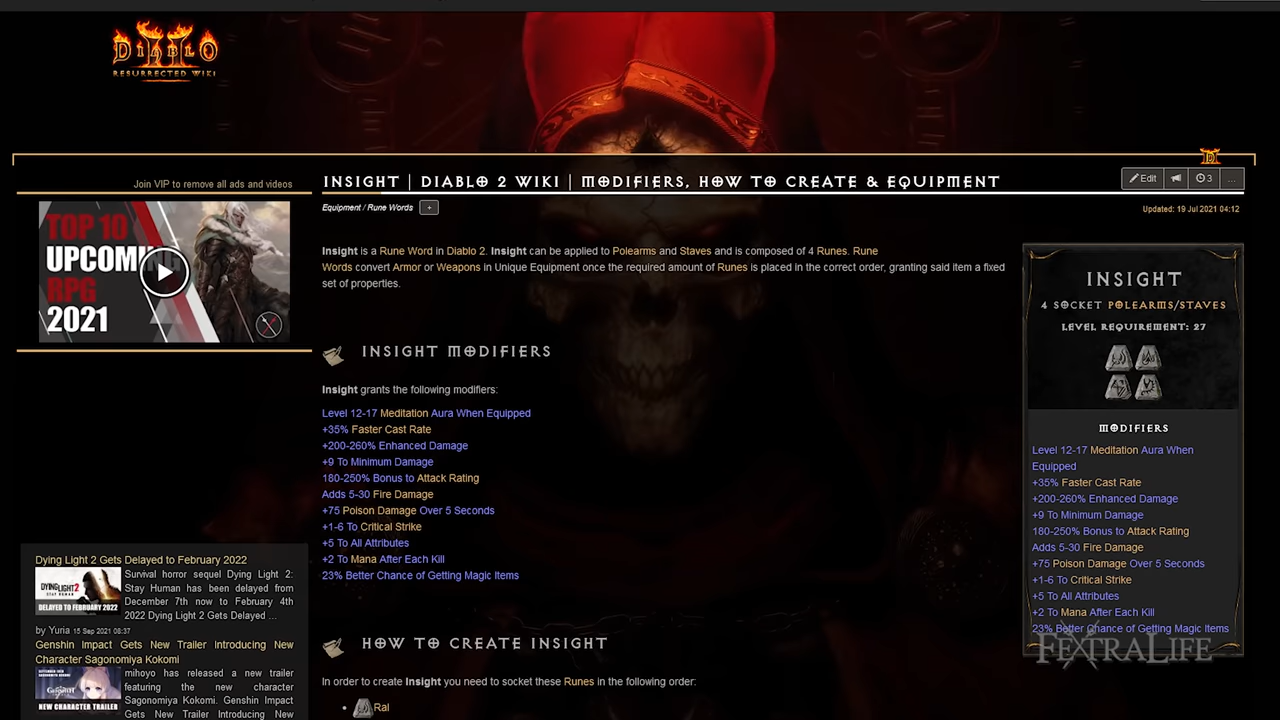 DIABLO II
RESURRECTED WIKI
Join VIP to remove all ads and videos
TOP 10
UPCOMIN
RPG
2021
Dying Light 2 Gets Delayed to February 2022
DYING LIGHT 2
DELAYED TO FEBRUARY 2022
Survival horror sequel Dying Light 2:
Stay Human has been delayed from
December 7th now to February 4th
2022 Dying Light 2 Gets Delayed ...
by Yuria 15 Sep 2021 08:37
Genshin Impact Gets New Trailer Introducing New
Character Sagonomiya Kokomi
GENSHIN
NEW CHARACTER TRAILER
mihoyo has released a new trailer
featuring the new character
Sagonomiya Kokomi. Genshin Impact
Gets New Trailer Introducing New
INSIGHT | DIABLO 2 WIKI | MODIFIERS, HOW TO CREATE & EQUIPMENT
Edit
3
...
Equipment / Rune Words +
Updated: 19 Jul 2021 04:12
Insight is a Rune Word in Diablo 2. Insight can be applied to Polearms and Staves and is composed of 4 Runes. Rune
Words convert Armor or Weapons in Unique Equipment once the required amount of Runes is placed in the correct order, granting said item a fixed
set of properties.
INSIGHT MODIFIERS
Insight grants the following modifiers:
Level 12-17 Meditation Aura When Equipped
+35% Faster Cast Rate
+200-260% Enhanced Damage
+9 To Minimum Damage
180-250% Bonus to Attack Rating
Adds 5-30 Fire Damage
+75 Poison Damage Over 5 Seconds
+1-6 To Critical Strike
+5 To All Attributes
+2 To Mana After Each Kill
23% Better Chance of Getting Magic Items
HOW TO CREATE INSIGHT
In order to create Insight you need to socket these Runes in the following order:
• Ral
INSIGHT
4 SOCKET POLEARMS/STAVES
LEVEL REQUIREMENT: 27
MODIFIERS
Level 12-17 Meditation Aura When
Equipped
+35% Faster Cast Rate
+200-260% Enhanced Damage
+9 To Minimum Damage
180-250% Bonus to Attack Rating
Adds 5-30 Fire Damage
+75 Poison Damage Over 5 Seconds
+1-6 To Critical Strike
+5 To All Attributes
+2 To Mana After Each Kill
23% Better Chance of Getting Magic Items
FEXTRALIFE